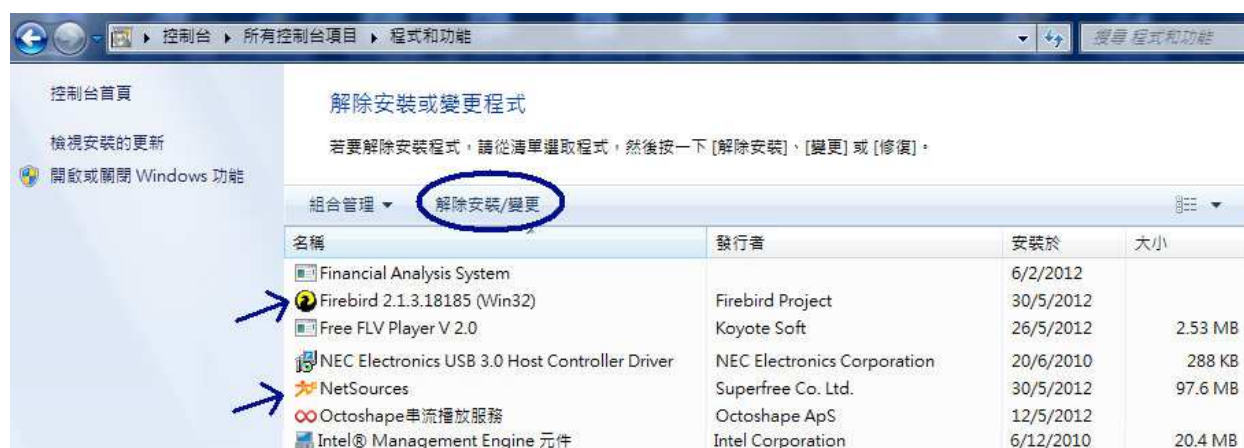 控制台 ▸ 所有控制台項目 ▸ 程式和功能
搜尋 程式和功能
控制台首頁
檢視安裝的更新
開啟或關閉 Windows 功能
解除安裝或變更程式
若要解除安裝程式，請從清單選取程式，然後按一下 [解除安裝]、[變更] 或 [修復]。
組合管理 解除安裝/變更
名稱 發行者 安裝於 大小
Financial Analysis System 6/2/2012
Firebird 2.1.3.18185 (Win32) Firebird Project 30/5/2012
Free FLV Player V 2.0 Koyote Soft 26/5/2012 2.53 MB
NEC Electronics USB 3.0 Host Controller Driver NEC Electronics Corporation 20/6/2010 288 KB
NetSources Superfree Co. Ltd. 30/5/2012 97.6 MB
Octoshape串流播放服務 Octoshape ApS 12/5/2012
Intel® Management Engine 元件 Intel Corporation 6/12/2010 20.4 MB